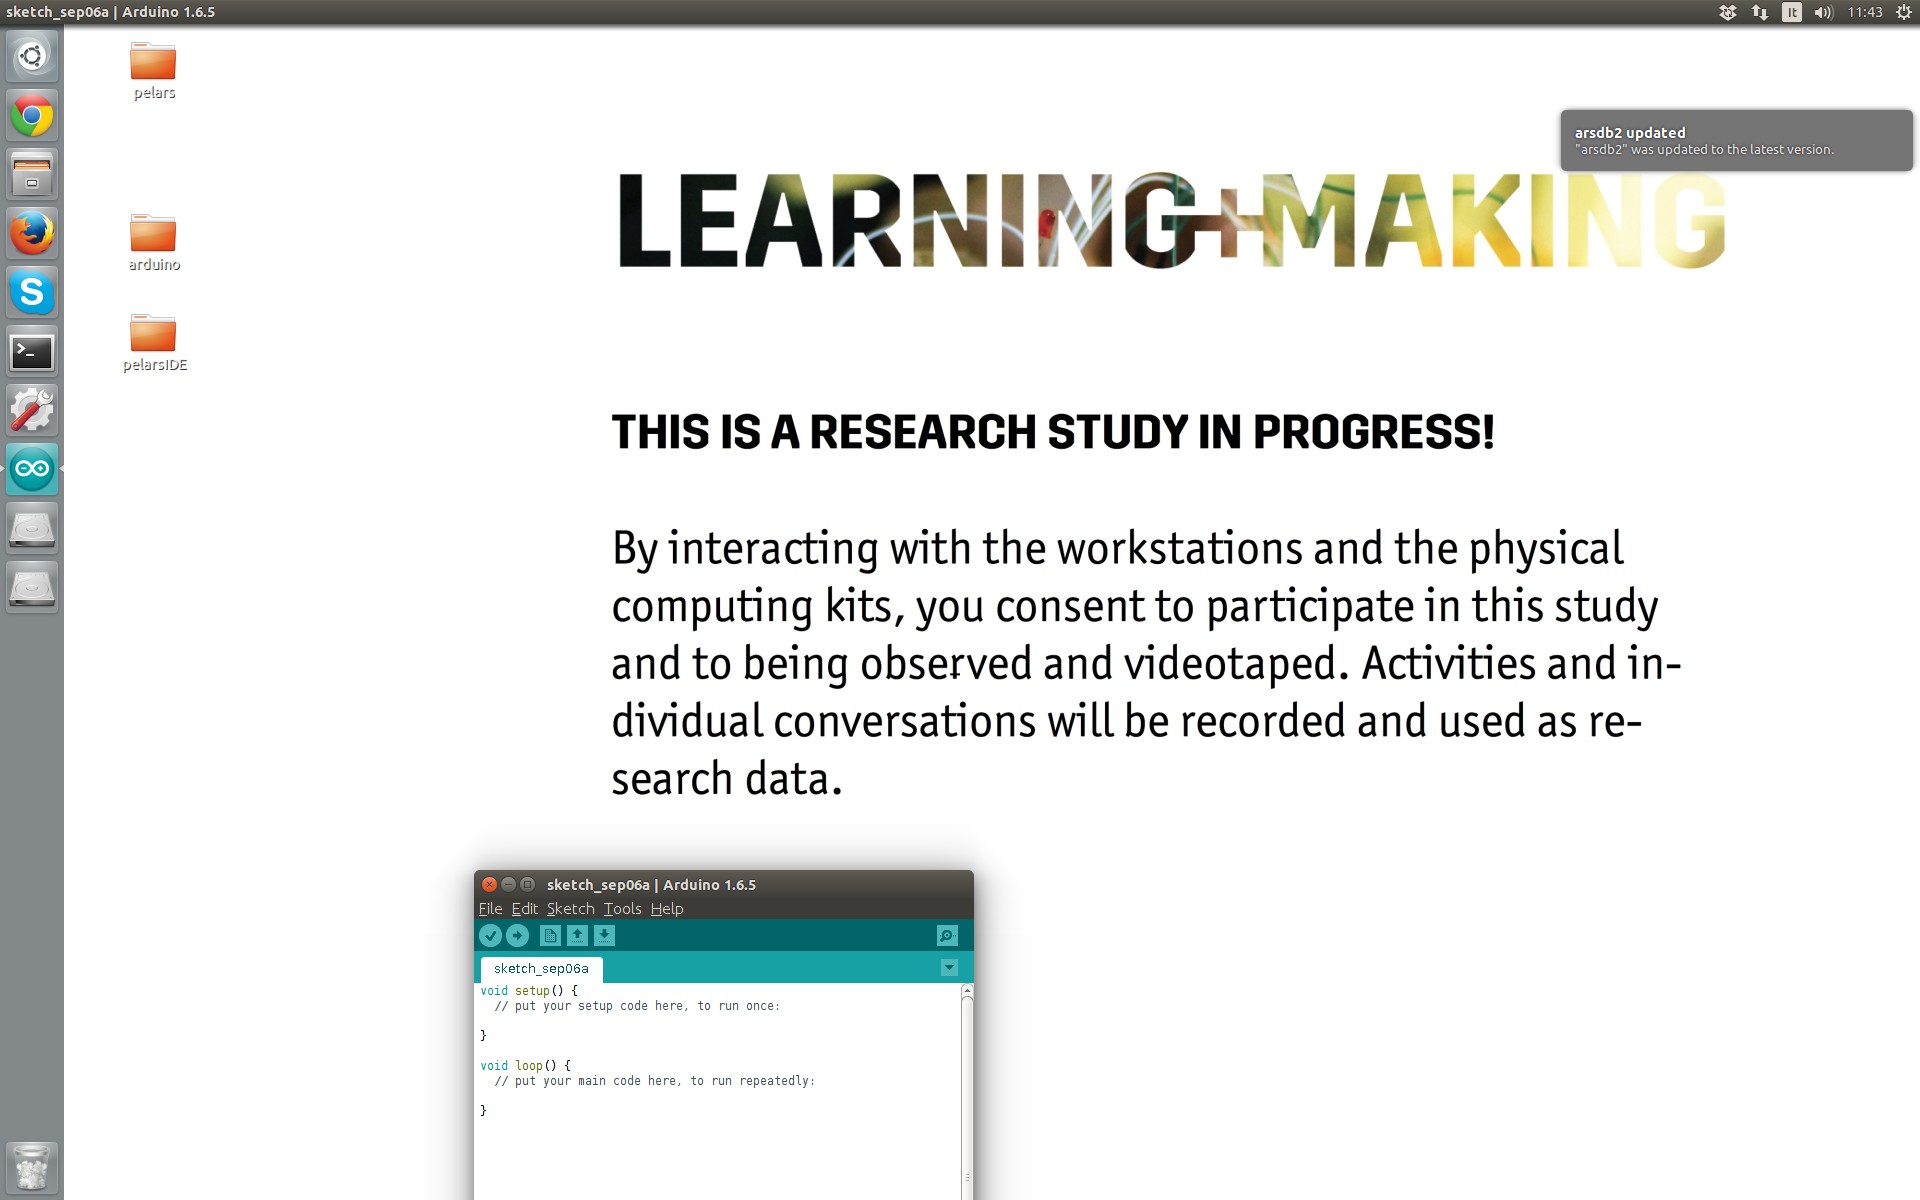 sketch_sep06a | Arduino 1.6.5
It
11:43
pelars
arsdb2 updated
"arsdb2" was updated to the latest version.
LEARNING+MAKING
arduino
pelarsIDE
THIS IS A RESEARCH STUDY IN PROGRESS!
By interacting with the workstations and the physical
computing kits, you consent to participate in this study
and to being observed and videotaped. Activities and in-
dividual conversations will be recorded and used as re-
search data.
sketch_sep06a | Arduino 1.6.5
File Edit Sketch Tools Help
sketch_sep06a
void setup() {
  // put your setup code here, to run once:
}
void loop() {
  // put your main code here, to run repeatedly:
}